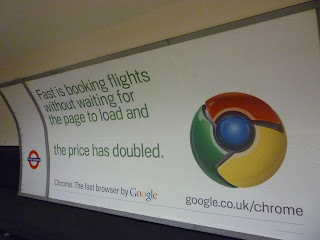 Fast is booking flights
without waiting for
the page to load and
the price has doubled.
Chrome. The fast browser by Google
google.co.uk/chrome